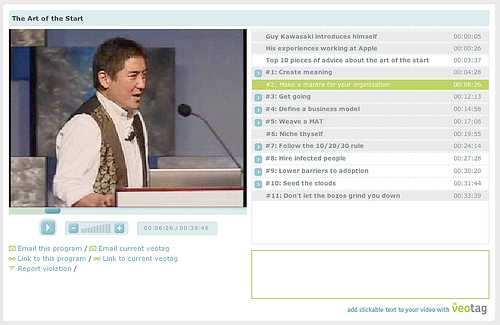 The Art of the Start
Guy Kawasaki introduces himself 00:00:05
His experiences working at Apple 00:00:26
Top 10 pieces of advice about the art of the start 00:03:37
#1: Create meaning 00:04:28
#2: Make a mantra for your organization 00:06:26
#3: Get going 00:12:13
#4: Define a business model 00:14:58
#5: Weave a MAT 00:17:08
#6: Niche thyself 00:19:55
#7: Follow the 10/20/30 rule 00:24:14
#8: Hire infected people 00:27:28
#9: Lower barriers to adoption 00:30:20
#10: Seed the clouds 00:31:44
#11: Don't let the bozos grind you down 00:33:39
00:06:26 / 00:39:46
Email this program / Email current veotag
Link to this program / Link to current veotag
Report violation /
add clickable text to your video with veotag